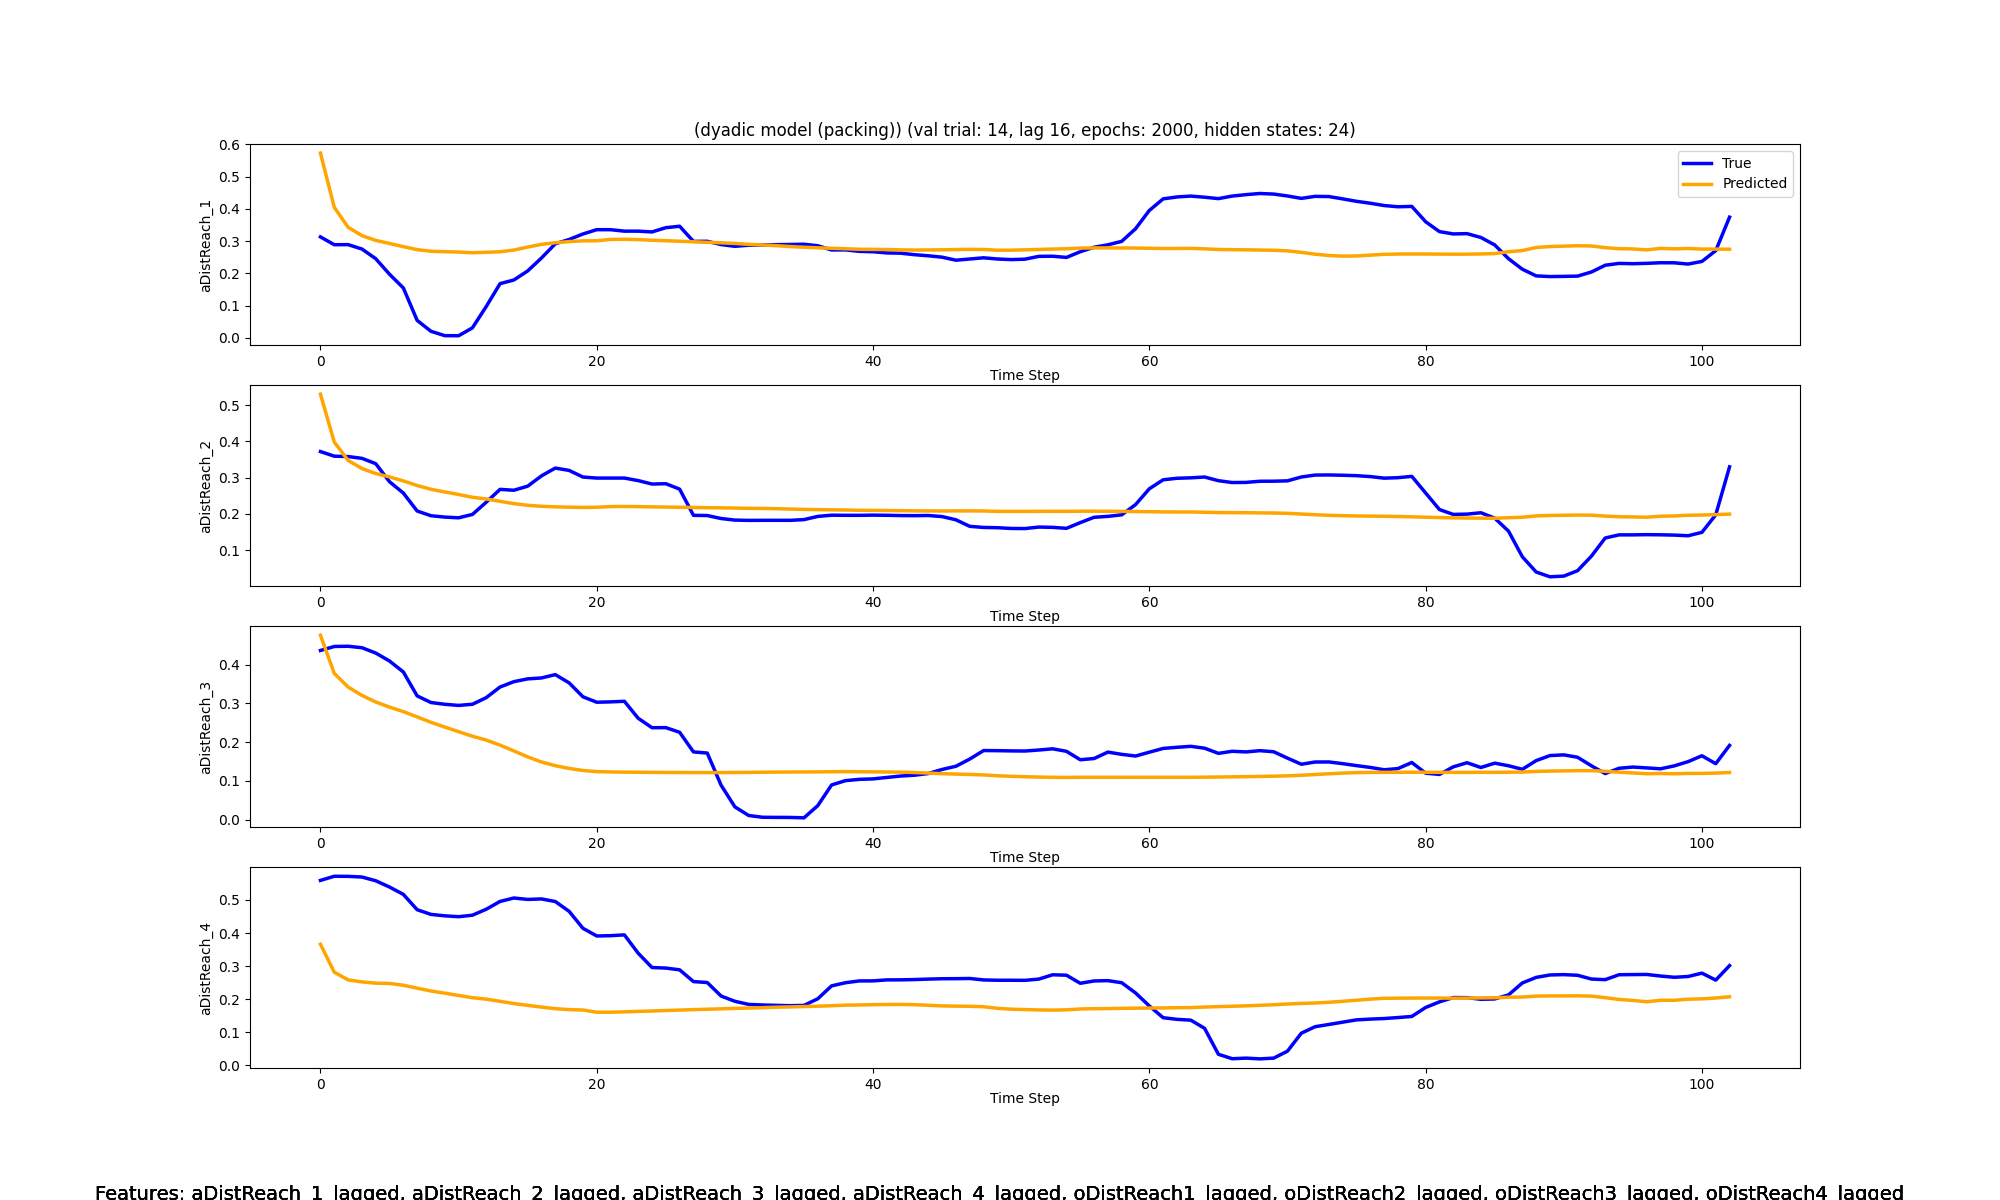 (dyadic model (packing)) (val trial: 14, lag 16, epochs: 2000, hidden states: 24)
True
Predicted
aDistReach_1
0.6
0.5
0.4
0.3
0.2
0.1
0.0
0 20 40 60 80 100
Time Step
aDistReach_2
0.5
0.4
0.3
0.2
0.1
0 20 40 60 80 100
Time Step
aDistReach_3
0.4
0.3
0.2
0.1
0.0
0 20 40 60 80 100
Time Step
aDistReach_4
0.5
0.4
0.3
0.2
0.1
0.0
0 20 40 60 80 100
Time Step
Features: aDistReach_1_lagged, aDistReach_2_lagged, aDistReach_3_lagged, aDistReach_4_lagged, oDistReach1_lagged, oDistReach2_lagged, oDistReach3_lagged, oDistReach4_lagged